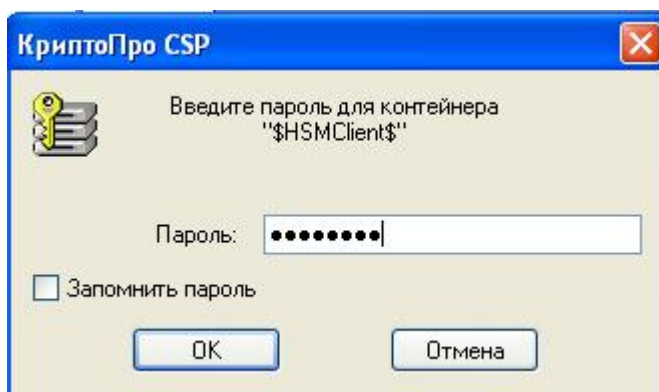 КриптоПро CSP
Введите пароль для контейнера
"$HSMClient$"
Пароль: ●●●●●●●●
Запомнить пароль
OK Отмена